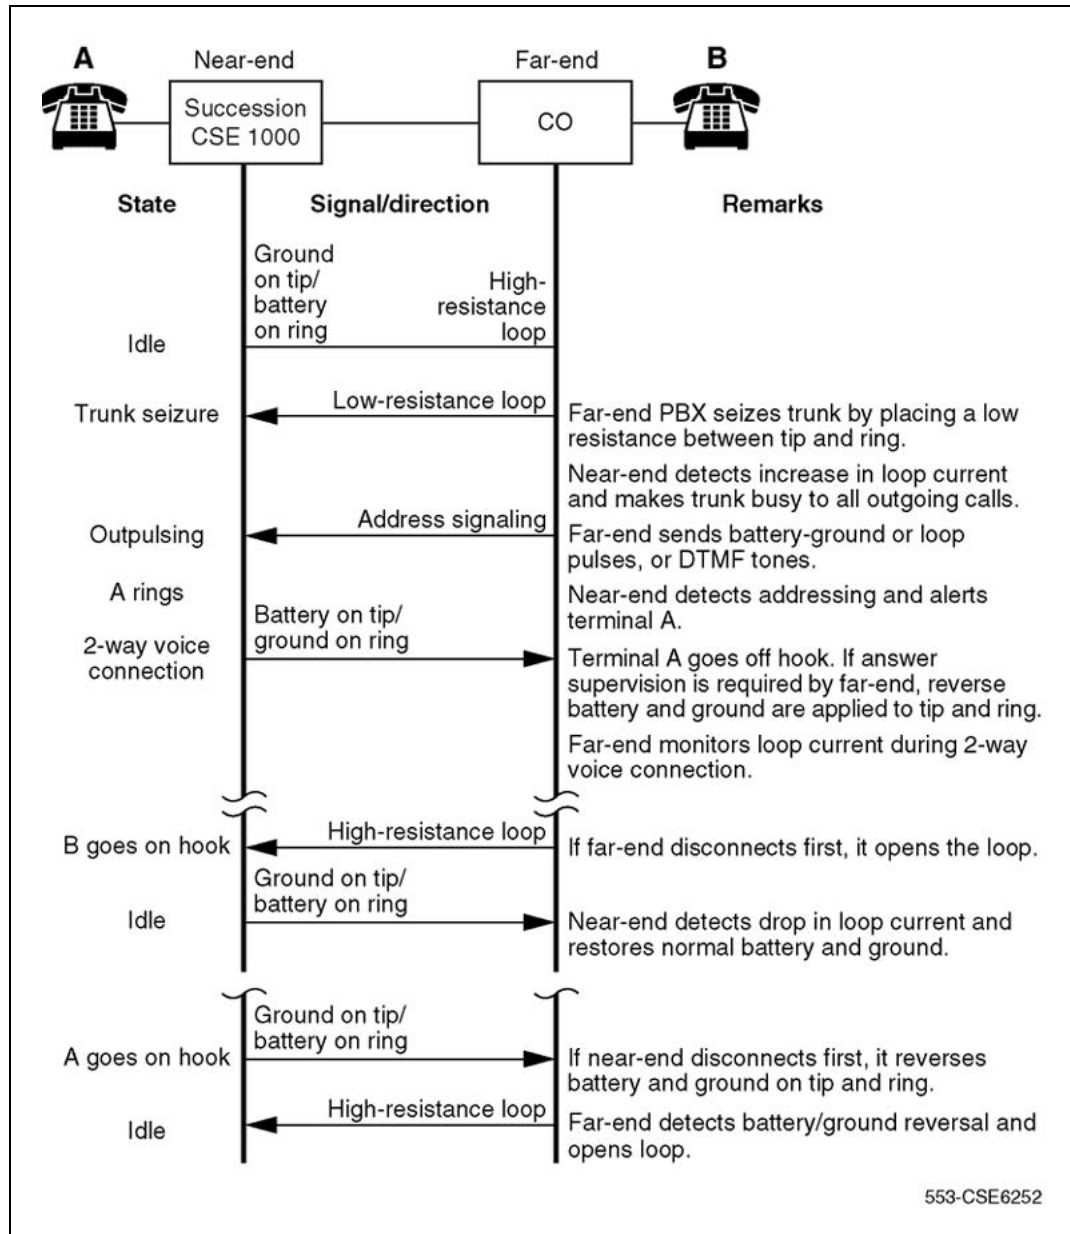 A
Near-end
Far-end
B
Succession
CSE 1000
CO
State
Signal/direction
Remarks
Ground
on tip/
battery
on ring
High-
resistance
loop
Idle
Trunk seizure
Low-resistance loop
Far-end PBX seizes trunk by placing a low
resistance between tip and ring.
Near-end detects increase in loop current
and makes trunk busy to all outgoing calls.
Outpulsing
Address signaling
Far-end sends battery-ground or loop
pulses, or DTMF tones.
A rings
Near-end detects addressing and alerts
terminal A.
2-way voice
connection
Battery on tip/
ground on ring
Terminal A goes off hook. If answer
supervision is required by far-end, reverse
battery and ground are applied to tip and ring.
Far-end monitors loop current during 2-way
voice connection.
B goes on hook
High-resistance loop
If far-end disconnects first, it opens the loop.
Idle
Ground on tip/
battery on ring
Near-end detects drop in loop current and
restores normal battery and ground.
A goes on hook
Ground on tip/
battery on ring
If near-end disconnects first, it reverses
battery and ground on tip and ring.
Idle
High-resistance loop
Far-end detects battery/ground reversal and
opens loop.
553-CSE6252